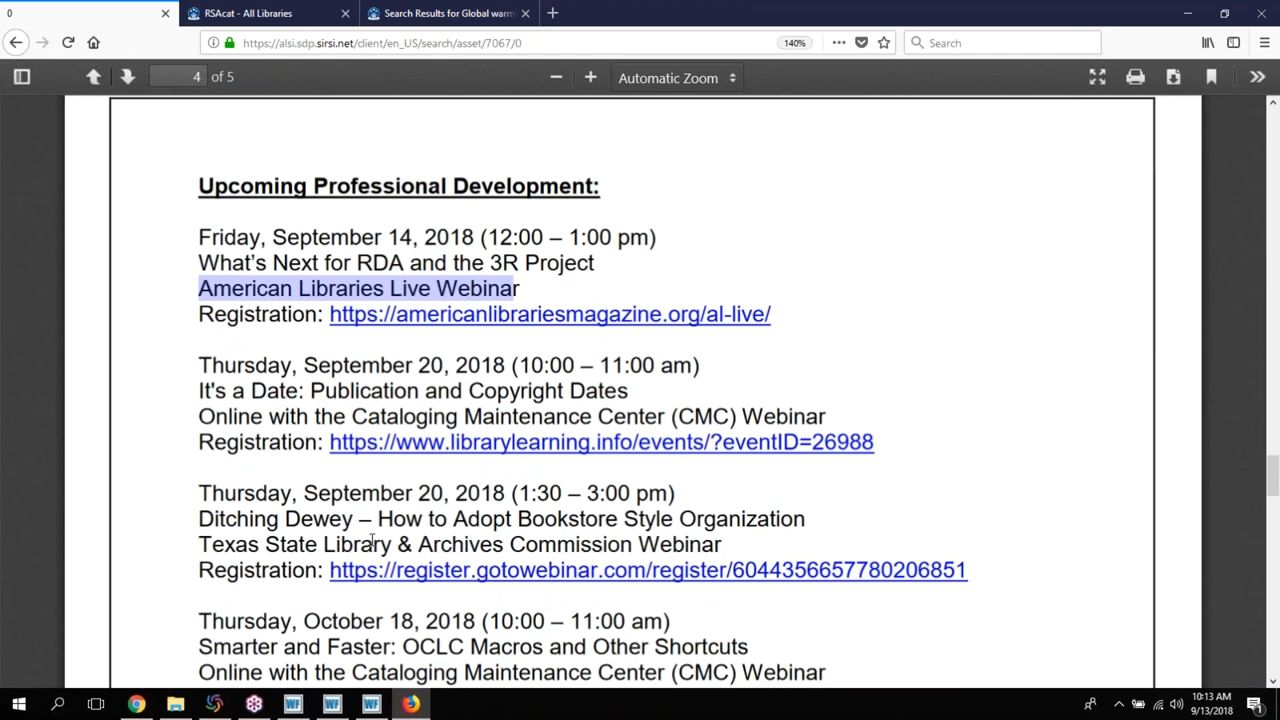 0
RSAcat - All Libraries
Search Results for Global warm
https://alsi.sdp.sirsi.net/client/en_US/search/asset/7067/0
140%
Search
4 of 5
Automatic Zoom
Upcoming Professional Development:
Friday, September 14, 2018 (12:00 – 1:00 pm)
What's Next for RDA and the 3R Project
American Libraries Live Webinar
Registration: https://americanlibrariesmagazine.org/al-live/
Thursday, September 20, 2018 (10:00 – 11:00 am)
It's a Date: Publication and Copyright Dates
Online with the Cataloging Maintenance Center (CMC) Webinar
Registration: https://www.librarylearning.info/events/?eventID=26988
Thursday, September 20, 2018 (1:30 – 3:00 pm)
Ditching Dewey – How to Adopt Bookstore Style Organization
Texas State Library & Archives Commission Webinar
Registration: https://register.gotowebinar.com/register/6044356657780206851
Thursday, October 18, 2018 (10:00 – 11:00 am)
Smarter and Faster: OCLC Macros and Other Shortcuts
Online with the Cataloging Maintenance Center (CMC) Webinar
WF
WF
WF
10:13 AM
9/13/2018
1